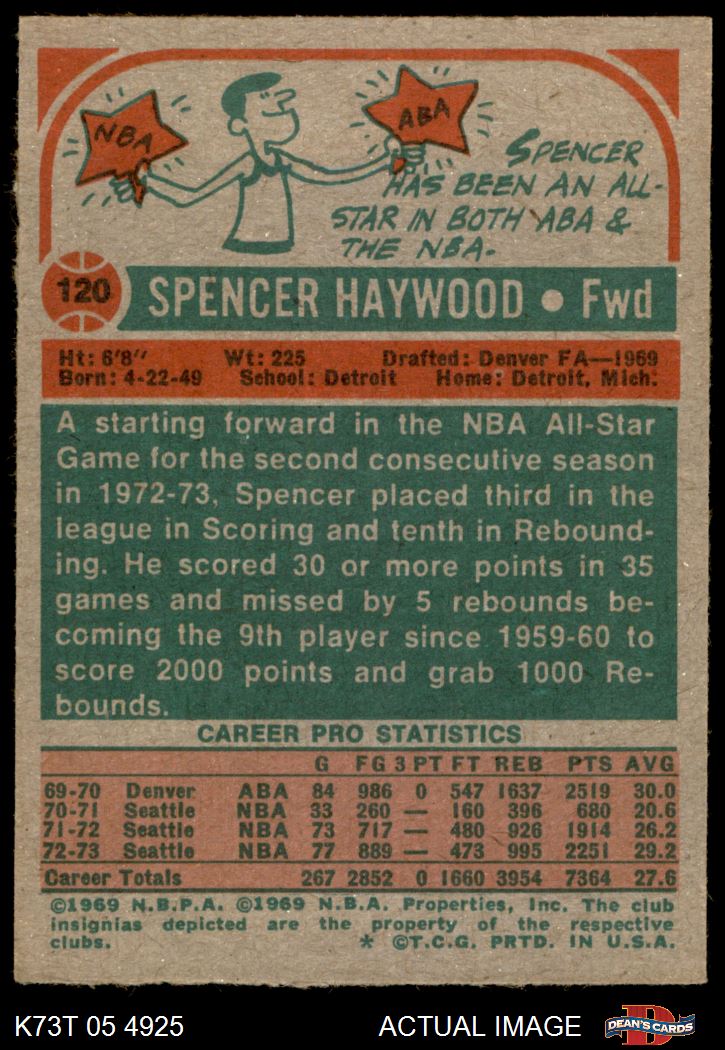 NBA
ABA
SPENCER
HAS BEEN AN ALL-
STAR IN BOTH ABA &
THE NBA.
120
SPENCER HAYWOOD • Fwd
Ht: 6'8" Wt: 225 Drafted: Denver FA—1969
Born: 4-22-49 School: Detroit Home: Detroit, Mich.
A starting forward in the NBA All-Star
Game for the second consecutive season
in 1972-73, Spencer placed third in the
league in Scoring and tenth in Rebound-
ing. He scored 30 or more points in 35
games and missed by 5 rebounds be-
coming the 9th player since 1959-60 to
score 2000 points and grab 1000 Re-
bounds.
CAREER PRO STATISTICS
G FG 3 PT FT REB PTS AVG
69-70 Denver ABA 84 986 0 547 1637 2519 30.0
70-71 Seattle NBA 33 260 — 160 396 680 20.6
71-72 Seattle NBA 73 717 — 480 926 1914 26.2
72-73 Seattle NBA 77 889 — 473 995 2251 29.2
Career Totals 267 2852 0 1660 3954 7364 27.6
©1969 N.B.P.A. ©1969 N.B.A. Properties, Inc. The club
insignias depicted are the property of the respective
clubs. * ©T.C.G. PRTD. IN U.S.A.
K73T 05 4925 ACTUAL IMAGE
D
DEAN'S CARDS